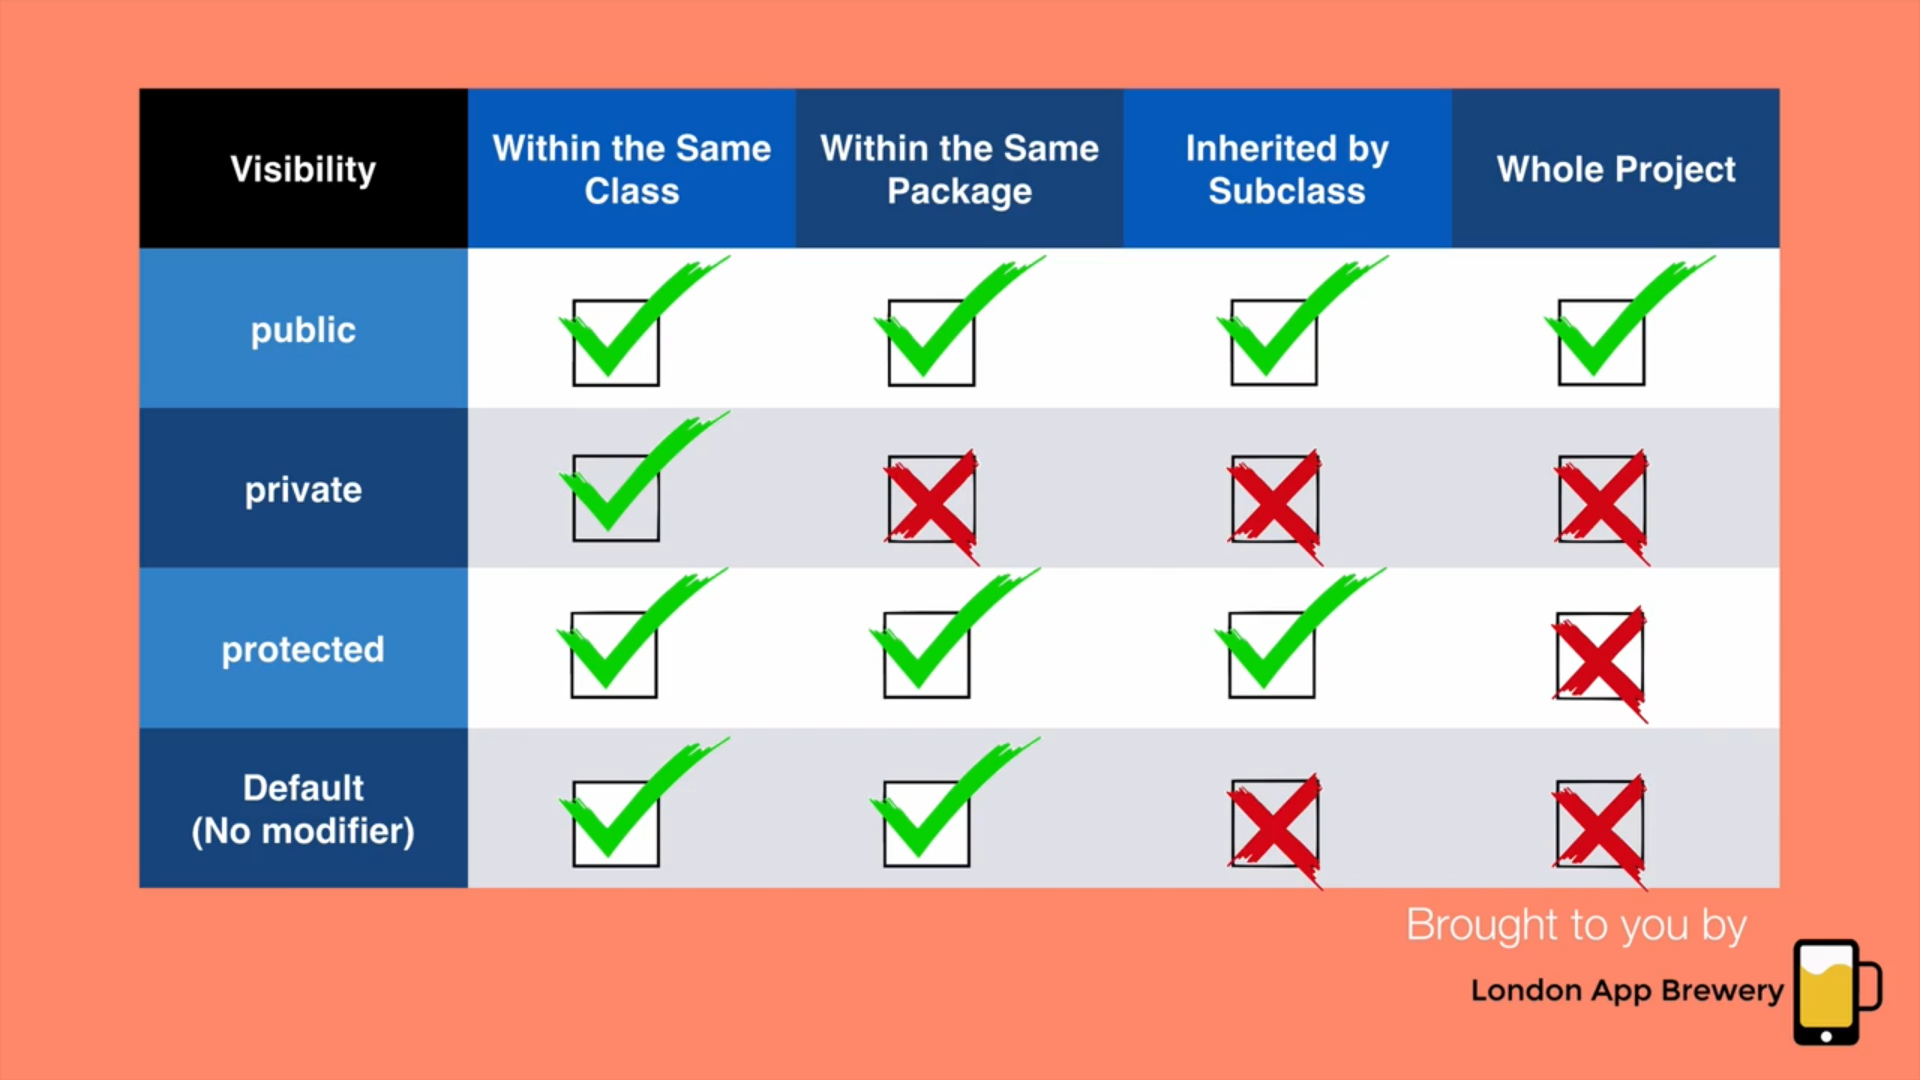 Visibility
Within the Same
Class
Within the Same
Package
Inherited by
Subclass
Whole Project
public
private
protected
Default
(No modifier)
Brought to you by
London App Brewery